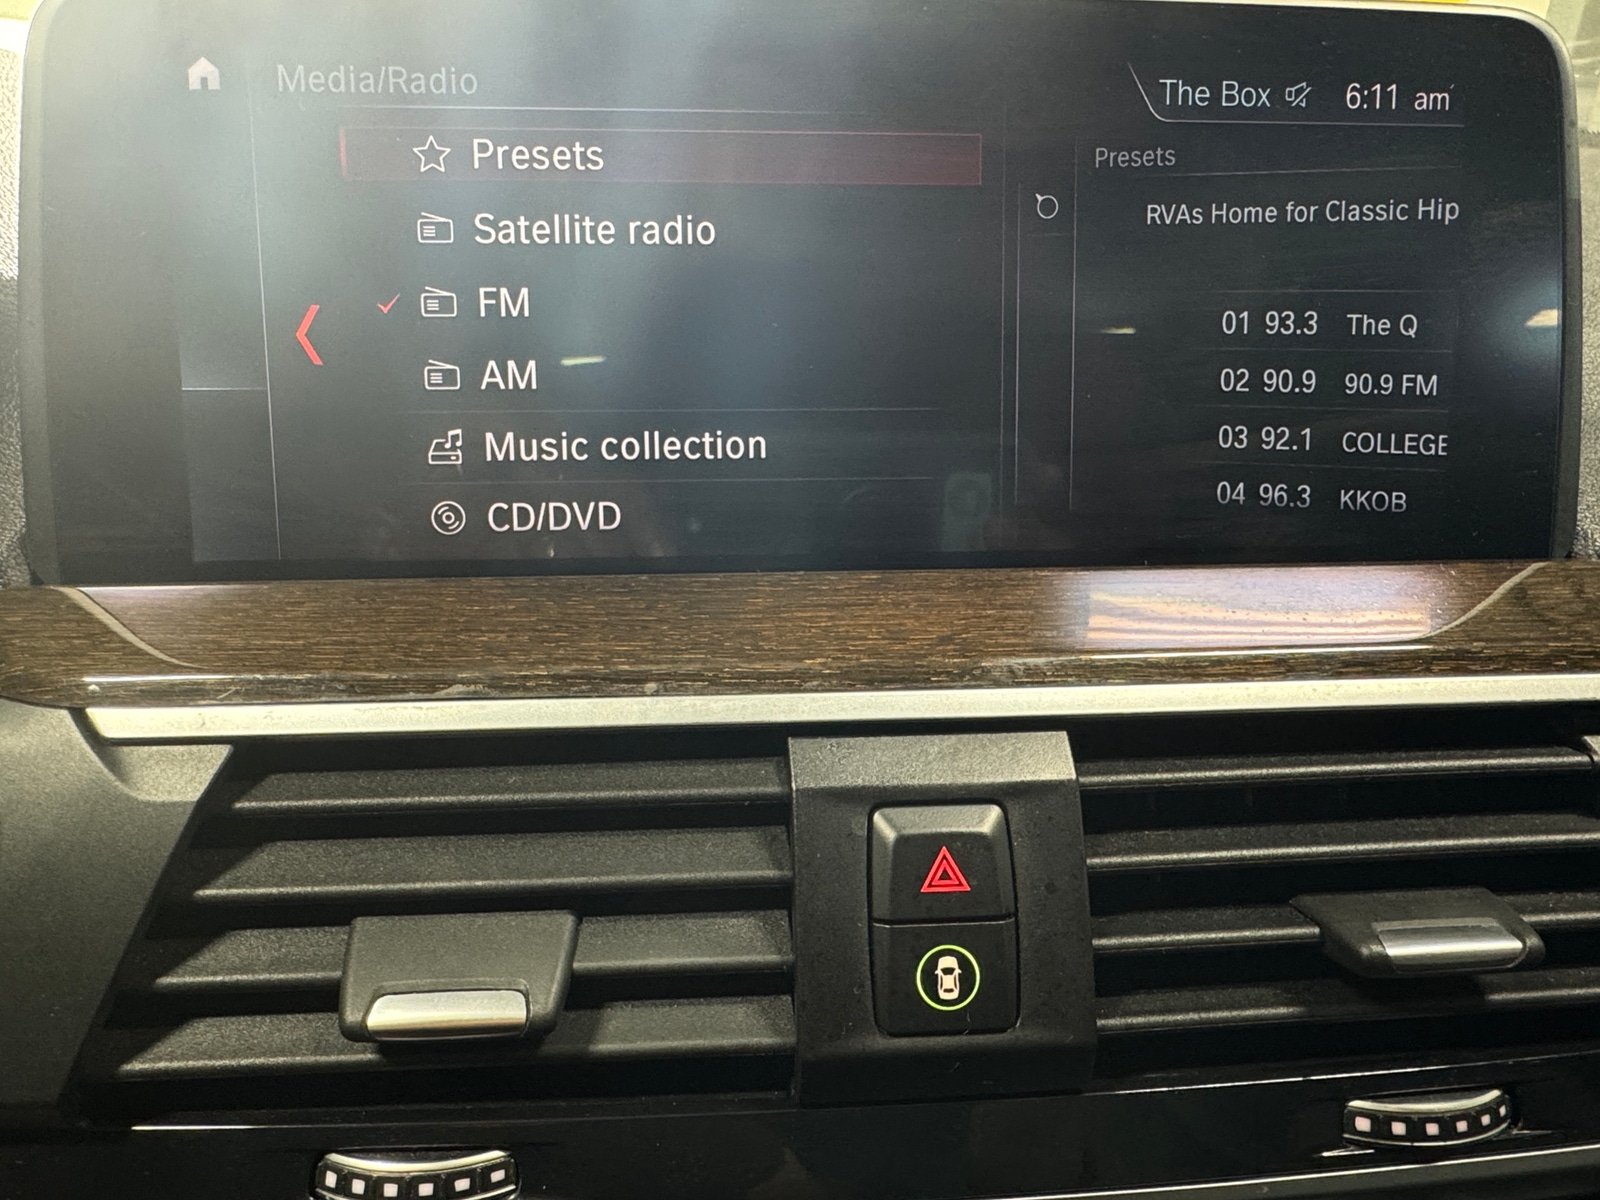 Media/Radio
The Box 6:11 am
Presets
Satellite radio
FM
AM
Music collection
CD/DVD
Presets
RVAs Home for Classic Hip
01 93.3 The Q
02 90.9 90.9 FM
03 92.1 COLLEGE
04 96.3 KKOB